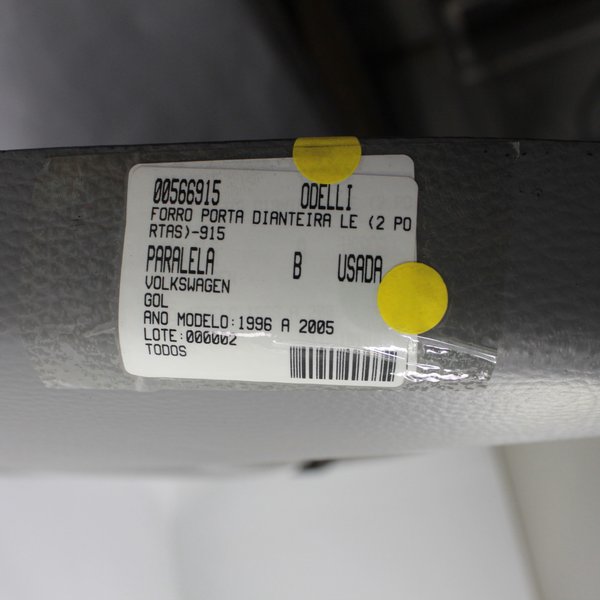 00566915 ODELLI
FORRO PORTA DIANTEIRA LE (2 PO
RTAS)-915
PARALELA B USADA
VOLKSWAGEN
GOL
ANO MODELO:1996 A 2005
LOTE:000002
TODOS